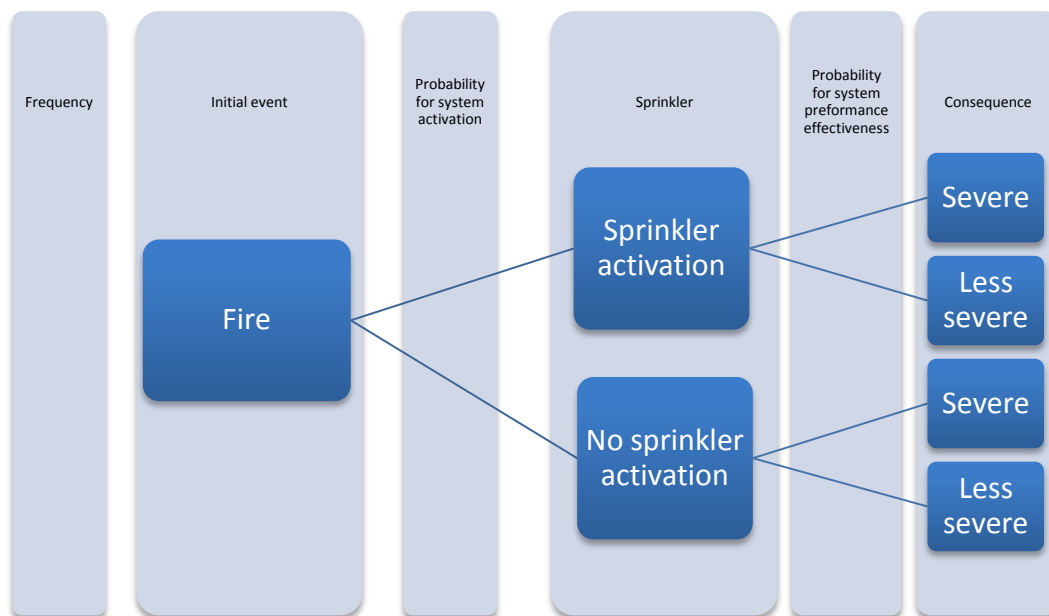 Frequency
Initial event
Probability
for system
activation
Sprinkler
Probability
for system
preformance
effectiveness
Consequence
Fire
Sprinkler
activation
No sprinkler
activation
Severe
Less
severe
Severe
Less
severe